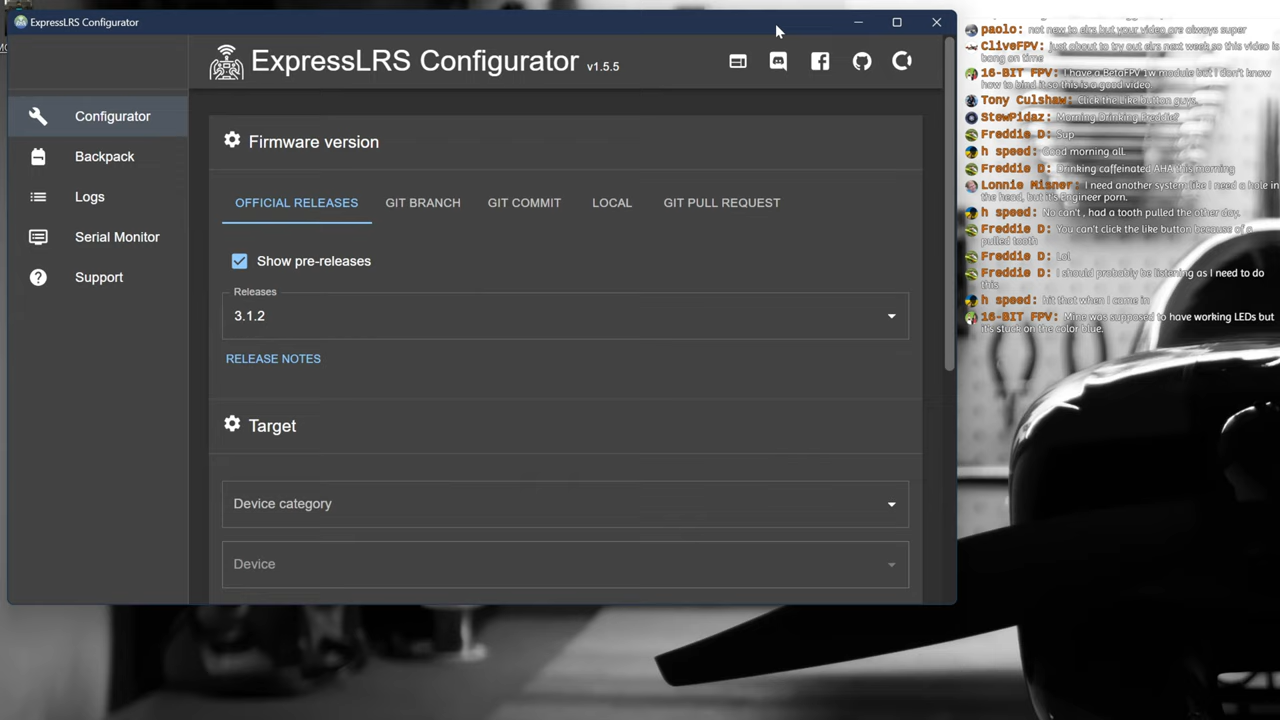 ExpressLRS Configurator
ExpressLRS Configurator v1.5.5
Configurator
Backpack
Logs
Serial Monitor
Support
Firmware version
OFFICIAL RELEASES GIT BRANCH GIT COMMIT LOCAL GIT PULL REQUEST
Show pre-releases
Releases
3.1.2
RELEASE NOTES
Target
Device category
Device
paolo: not new to elrs but your video are always super
CliveFPV: just about to try out elrs next week so this video is
bang on time
16-BIT FPV: I have a BetaFPV 1w module but I don't know
how to bind it so this is a good video.
Tony Culshaw: Click the Like button guys.
StewPidaz: Morning Drinking Freddie?
Freddie D: Sup
h speed: Good morning all.
Freddie D: Drinking caffeinated AHA this morning
Lonnie Misner: I need another system like I need a hole in
the head, but it's Engineer porn.
h speed: No can't , had a tooth pulled the other day.
Freddie D: You can't click the like button because of a
pulled tooth
Freddie D: Lol
Freddie D: I should probably be listening as I need to do
this
h speed: hit that when I came in
16-BIT FPV: Mine was supposed to have working LEDs but
it's stuck on the color blue.